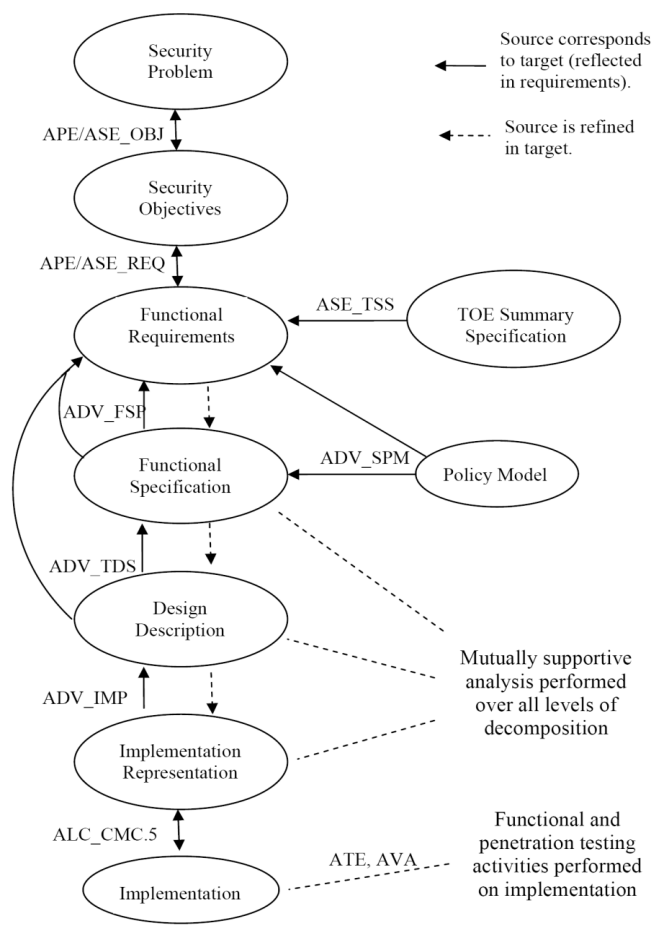 Security
Problem
Source corresponds
to target (reflected
in requirements).
APE/ASE_OBJ
Source is refined
in target.
Security
Objectives
APE/ASE_REQ
Functional
Requirements
ASE_TSS
TOE Summary
Specification
ADV_FSP
Functional
Specification
ADV_SPM
Policy Model
ADV_TDS
Design
Description
Mutually supportive
analysis performed
over all levels of
decomposition
ADV_IMP
Implementation
Representation
ALC_CMC.5
Functional and
penetration testing
activities performed
on implementation
ATE, AVA
Implementation